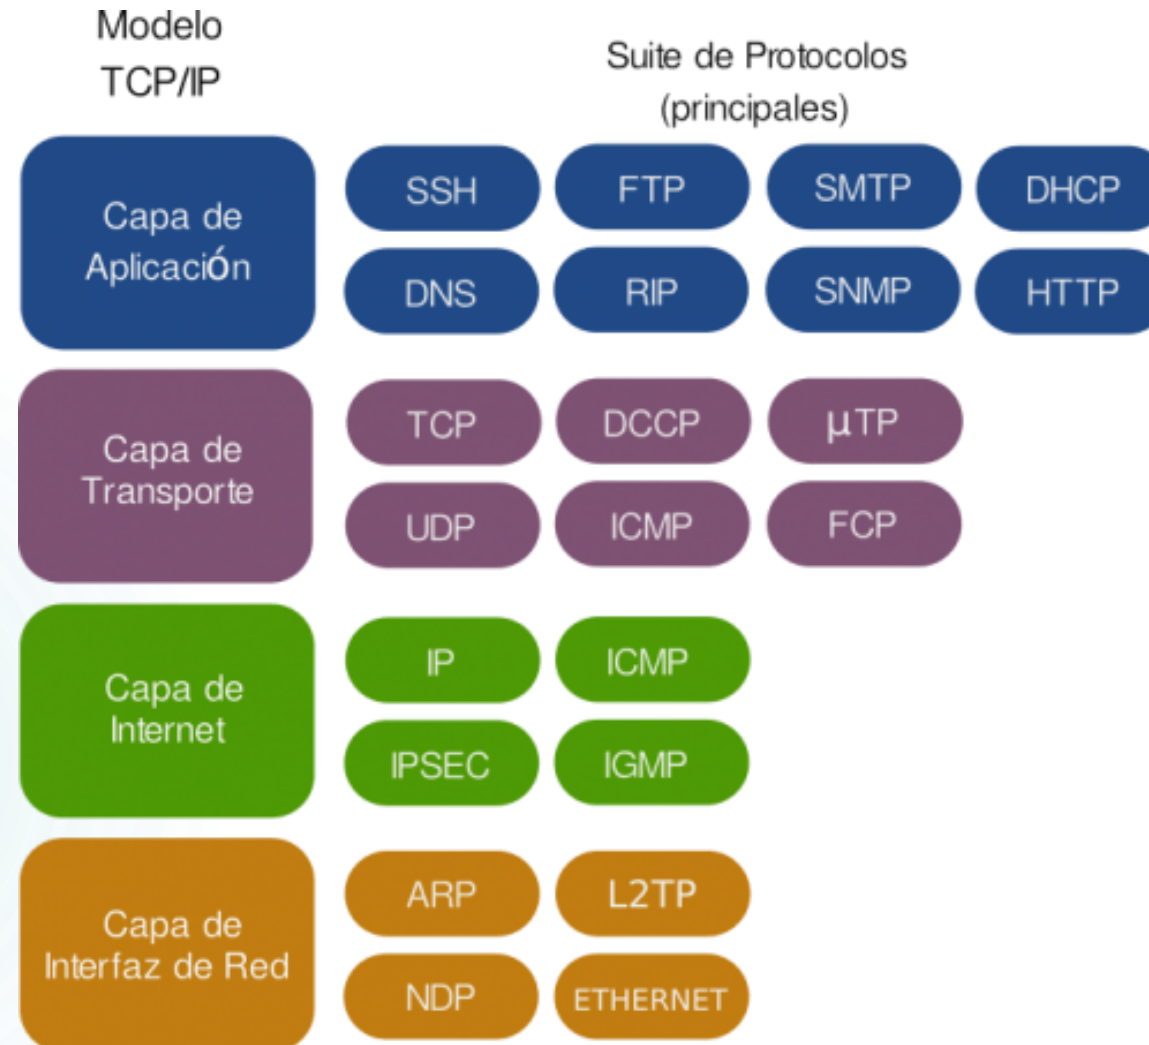 Modelo
TCP/IP
Suite de Protocolos
(principales)
Capa de
Aplicación
SSH
FTP
SMTP
DHCP
DNS
RIP
SNMP
HTTP
Capa de
Transporte
TCP
DCCP
µTP
UDP
ICMP
FCP
Capa de
Internet
IP
ICMP
IPSEC
IGMP
Capa de
Interfaz de Red
ARP
L2TP
NDP
ETHERNET